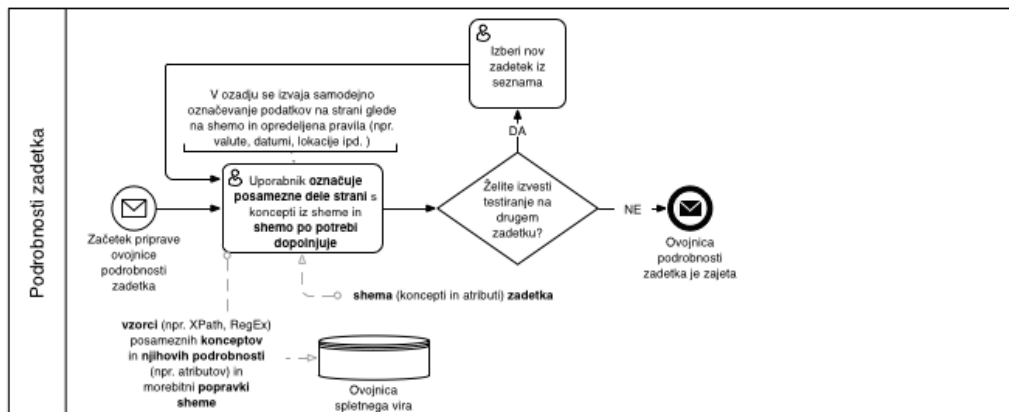 Podrobnosti zadetka
Izberi nov
zadetek iz
seznama
V ozadju se izvaja samodejno
označevanje podatkov na strani glede
na shemo in opredeljena pravila (npr.
valute, datumi, lokacije ipd. )
DA
Uporabnik označuje
posamezne dele strani s
koncepti iz sheme in
shemo po potrebi
dopolnjuje
Želite izvesti
testiranje na
drugem
zadetku?
NE
Začetek priprave
ovojnice
podrobnosti
zadetka
Ovojnica
podrobnosti
zadetka je zajeta
shema (koncepti in atributi) zadetka
vzorci (npr. XPath, RegEx)
posameznih konceptov
in njihovih podrobnosti
(npr. atributov) in
morebitni popravki
sheme
Ovojnica
spletnega vira